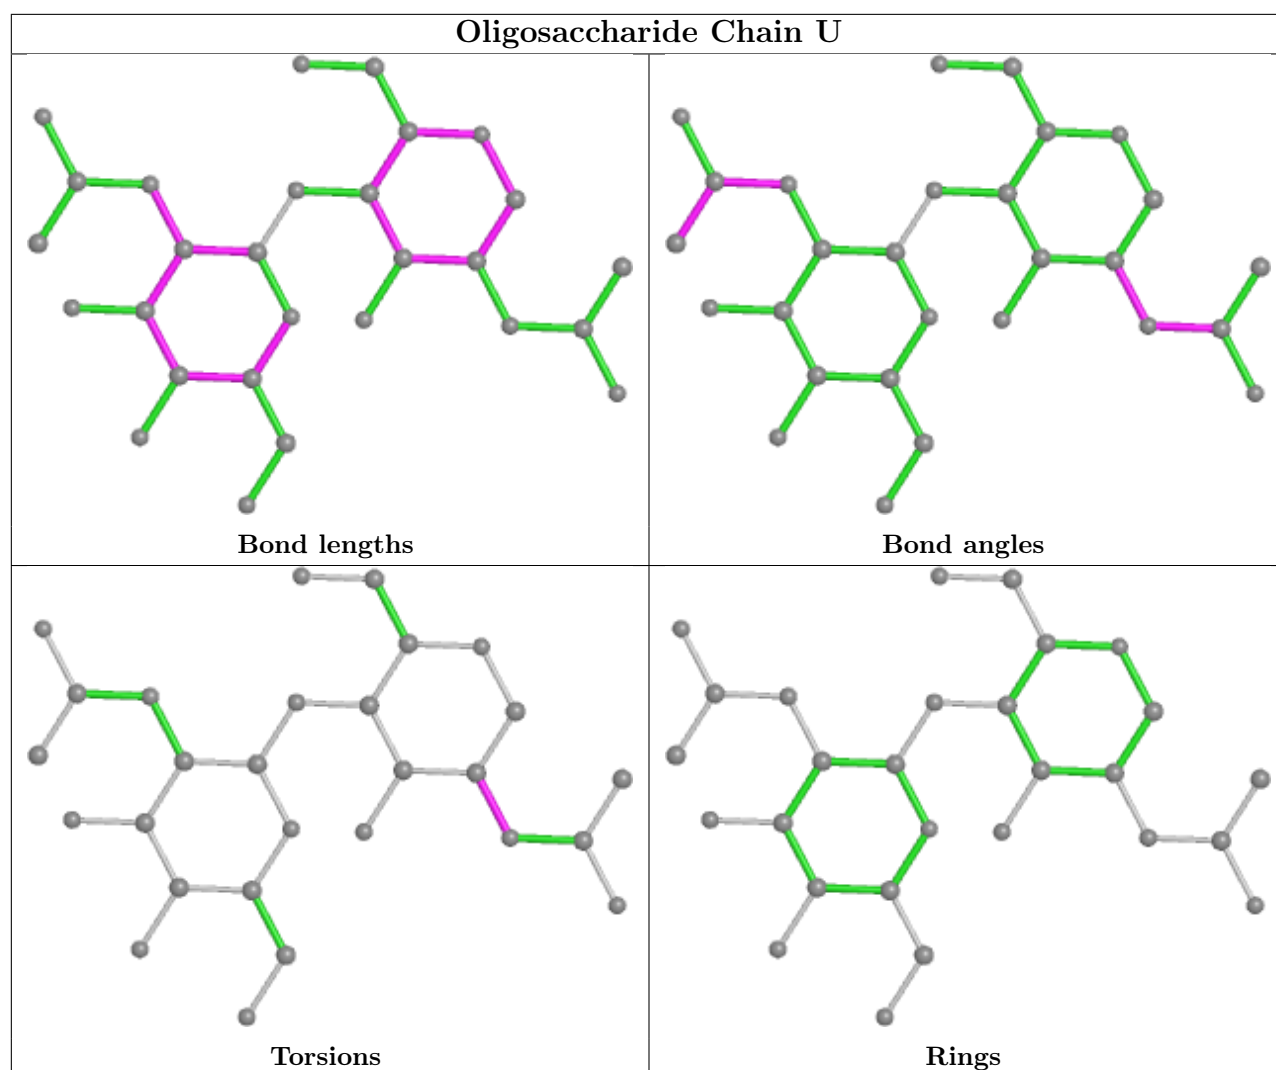 Oligosaccharide Chain U
Bond lengths
Bond angles
Torsions
Rings